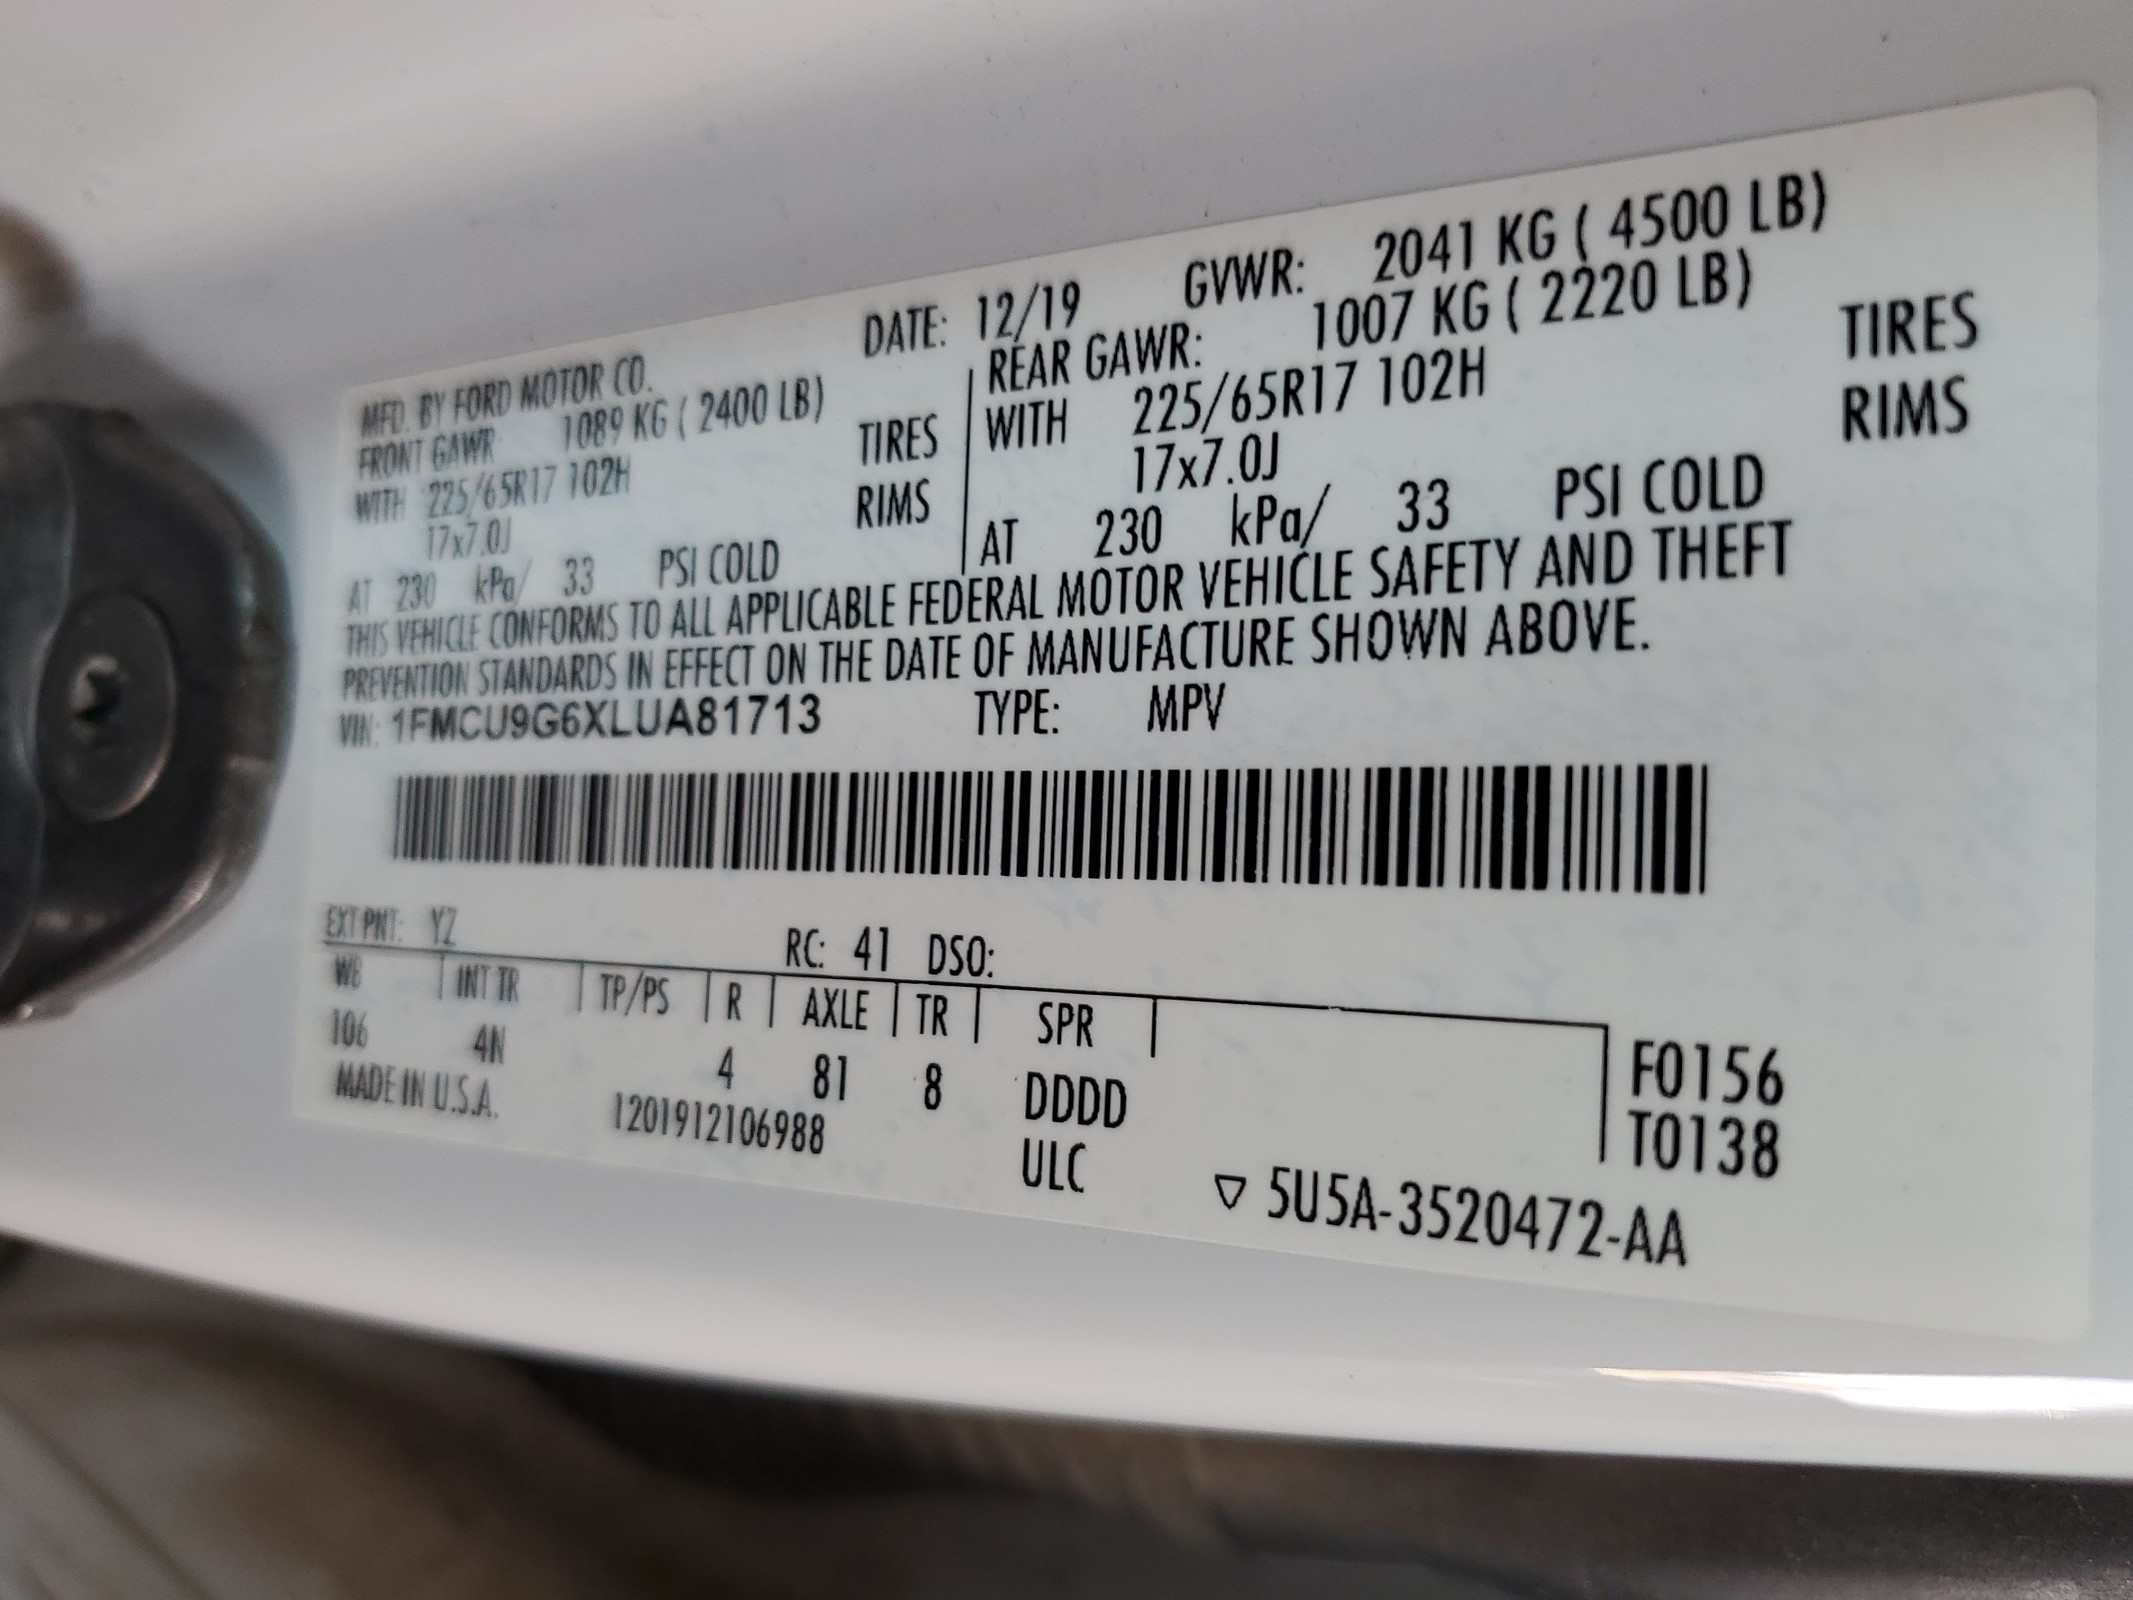 MFD. BY FORD MOTOR CO. DATE: 12/19 GVWR: 2041 KG ( 4500 LB)
FRONT GAWR: 1089 KG ( 2400 LB) REAR GAWR: 1007 KG ( 2220 LB)
WITH 225/65R17 102H TIRES WITH 225/65R17 102H TIRES
17x7.0J RIMS 17x7.0J RIMS
AT 230 kPa/ 33 PSI COLD AT 230 kPa/ 33 PSI COLD
THIS VEHICLE CONFORMS TO ALL APPLICABLE FEDERAL MOTOR VEHICLE SAFETY AND THEFT
PREVENTION STANDARDS IN EFFECT ON THE DATE OF MANUFACTURE SHOWN ABOVE.
VIN: 1FMCU9G6XLUA81713 TYPE: MPV
EXT PNT: YZ RC: 41 DSO:
WB INT TR TP/PS R AXLE TR SPR
106 4N 4 81 8 DDDD F0156
MADE IN U.S.A. 1201912106988 ULC T0138
▽ 5U5A-3520472-AA